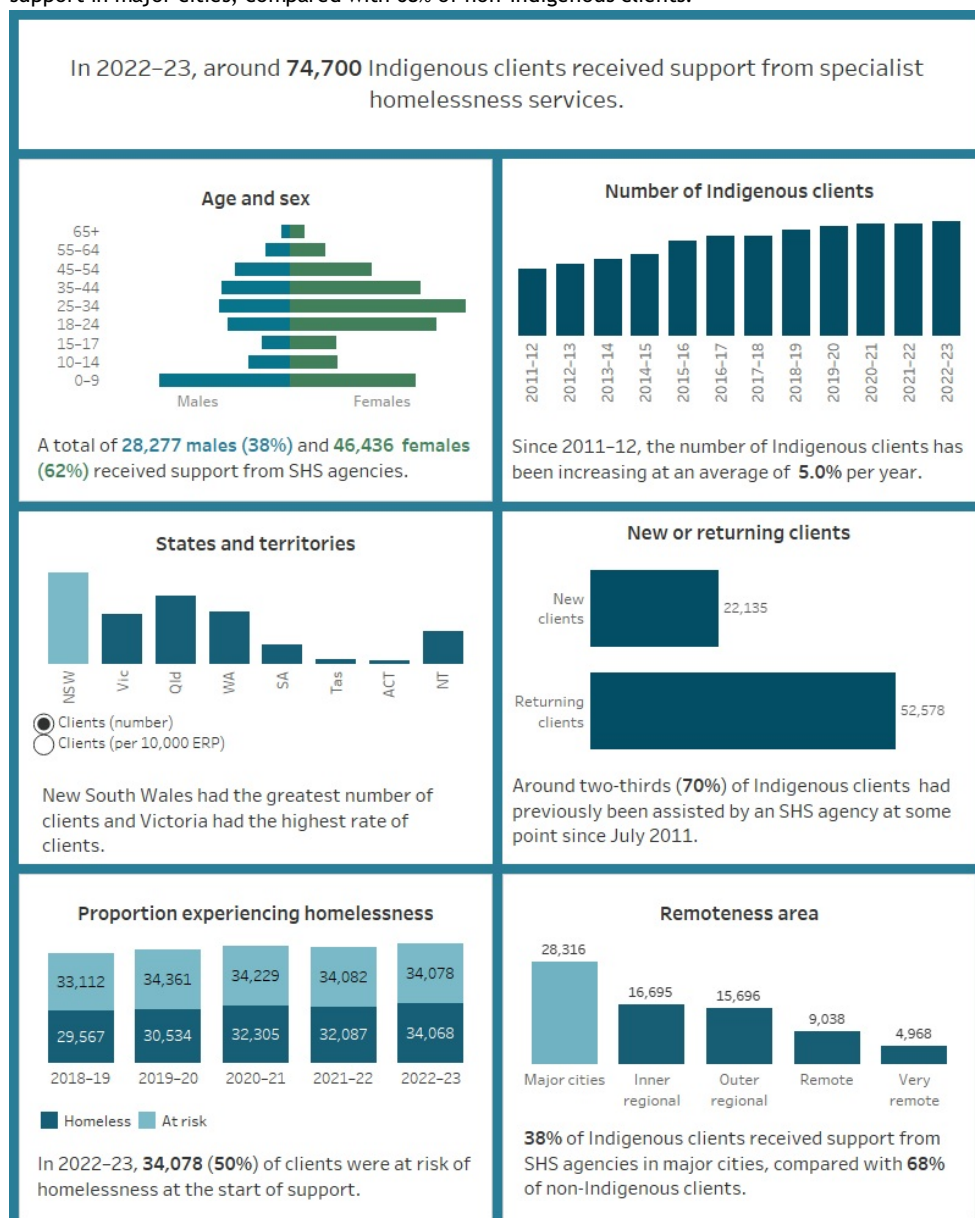 support in major cities, compared with 68% of non-Indigenous clients.
In 2022–23, around 74,700 Indigenous clients received support from specialist
homelessness services.
Age and sex
65+
55–64
45–54
35–44
25–34
18–24
15–17
10–14
0–9
Males Females
A total of 28,277 males (38%) and 46,436 females
(62%) received support from SHS agencies.
Number of Indigenous clients
2011–12
2012–13
2013–14
2014–15
2015–16
2016–17
2017–18
2018–19
2019–20
2020–21
2021–22
2022–23
Since 2011–12, the number of Indigenous clients has
been increasing at an average of 5.0% per year.
States and territories
NSW
Vic
Qld
WA
SA
Tas
ACT
NT
Clients (number)
Clients (per 10,000 ERP)
New South Wales had the greatest number of
clients and Victoria had the highest rate of
clients.
New or returning clients
New
clients
22,135
Returning
clients
52,578
Around two-thirds (70%) of Indigenous clients had
previously been assisted by an SHS agency at some
point since July 2011.
Proportion experiencing homelessness
33,112 34,361 34,229 34,082 34,078
29,567 30,534 32,305 32,087 34,068
2018–19 2019–20 2020–21 2021–22 2022–23
Homeless At risk
In 2022–23, 34,078 (50%) of clients were at risk of
homelessness at the start of support.
Remoteness area
28,316
16,695
15,696
9,038
4,968
Major cities Inner Outer Remote Very
regional regional remote
38% of Indigenous clients received support from
SHS agencies in major cities, compared with 68%
of non-Indigenous clients.